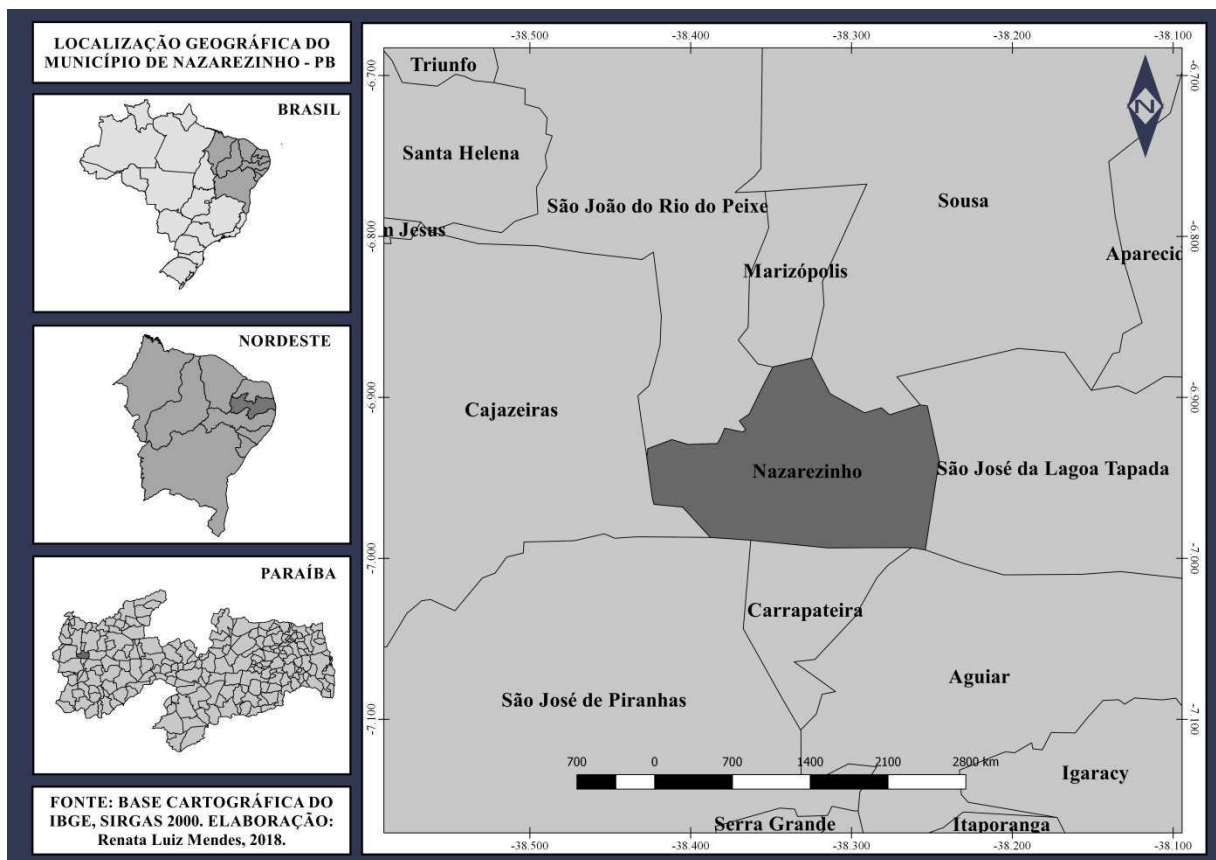 LOCALIZAÇÃO GEOGRÁFICA DO
MUNICÍPIO DE NAZAREZINHO - PB
BRASIL
NORDESTE
PARAÍBA
FONTE: BASE CARTOGRÁFICA DO
IBGE, SIRGAS 2000. ELABORAÇÃO:
Renata Luiz Mendes, 2018.
-38.500 -38.400 -38.300 -38.200 -38.100
-6.700
-6.800
-6.900
-7.000
-7.100
Triunfo
N
Santa Helena
São João do Rio do Peixe
Sousa
n Jesus
Aparecid
Marizópolis
Cajazeiras
Nazarezinho
São José da Lagoa Tapada
Carrapateira
Aguiar
São José de Piranhas
Igaracy
700 0 700 1400 2100 2800 km
Serra Grande
Itaporanga
-6.700
-6.800
-6.900
-7.000
-7.100
-38.500 -38.400 -38.300 -38.200 -38.100